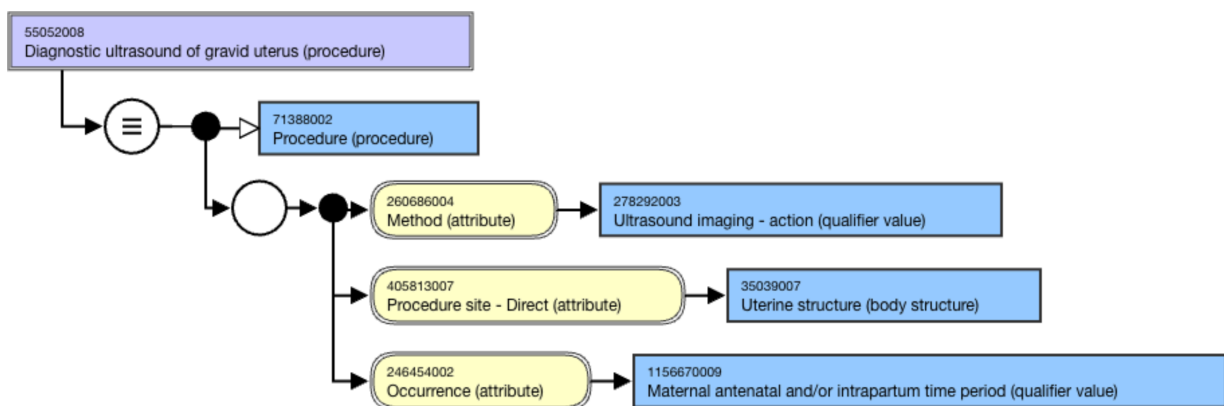 55052008
Diagnostic ultrasound of gravid uterus (procedure)
71388002
Procedure (procedure)
260686004
Method (attribute)
278292003
Ultrasound imaging - action (qualifier value)
405813007
Procedure site - Direct (attribute)
35039007
Uterine structure (body structure)
246454002
Occurrence (attribute)
1156670009
Maternal antenatal and/or intrapartum time period (qualifier value)